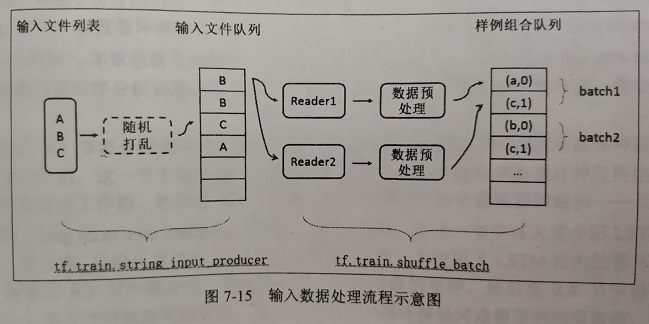 输入文件列表
输入文件队列
样例组合队列
A
B
C
随机
打乱
B
B
C
A
Reader1
数据预
处理
Reader2
数据预
处理
(a,0)
(c,1)
(b,0)
(c,1)
...
batch1
batch2
tf.train.string_input_producer
tf.train.shuffle_batch
图 7-15 输入数据处理流程示意图